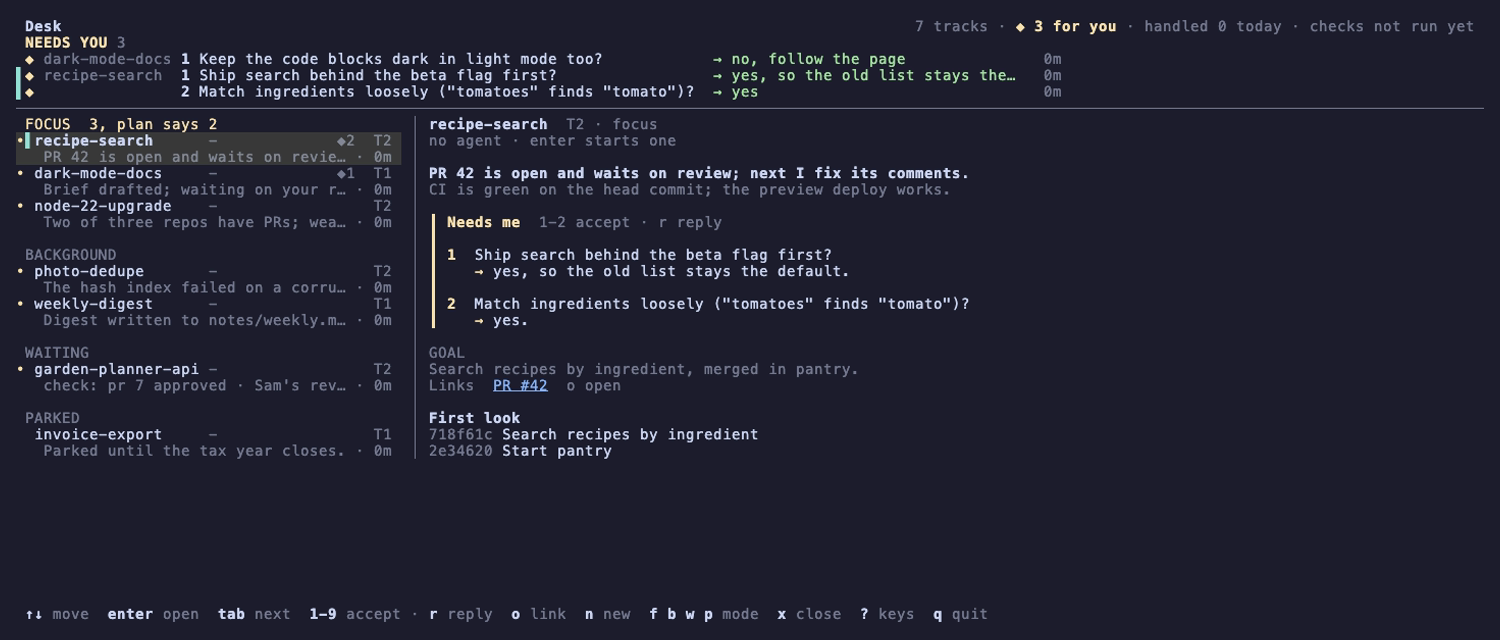 Desk 7 tracks · ◆ 3 for you · handled 0 today · checks not run yet
NEEDS YOU 3
◆ dark-mode-docs 1 Keep the code blocks dark in light mode too? → no, follow the page 0m
◆ recipe-search 1 Ship search behind the beta flag first? → yes, so the old list stays the… 0m
◆ 2 Match ingredients loosely ("tomatoes" finds "tomato")? → yes 0m
FOCUS 3, plan says 2
• recipe-search – ◆2 T2
PR 42 is open and waits on revie… · 0m
• dark-mode-docs – ◆1 T1
Brief drafted; waiting on your r… · 0m
• node-22-upgrade – T2
Two of three repos have PRs; wea… · 0m
BACKGROUND
• photo-dedupe – T2
The hash index failed on a corru… · 0m
• weekly-digest – T1
Digest written to notes/weekly.m… · 0m
WAITING
• garden-planner-api – T2
check: pr 7 approved · Sam's rev… · 0m
PARKED
invoice-export – T1
Parked until the tax year closes. · 0m
recipe-search T2 · focus
no agent · enter starts one
PR 42 is open and waits on review; next I fix its comments.
CI is green on the head commit; the preview deploy works.
Needs me 1-2 accept · r reply
1 Ship search behind the beta flag first?
→ yes, so the old list stays the default.
2 Match ingredients loosely ("tomatoes" finds "tomato")?
→ yes.
GOAL
Search recipes by ingredient, merged in pantry.
Links PR #42 o open
First look
718f61c Search recipes by ingredient
2e34620 Start pantry
↑↓ move enter open tab next 1-9 accept · r reply o link n new f b w p mode x close ? keys q quit